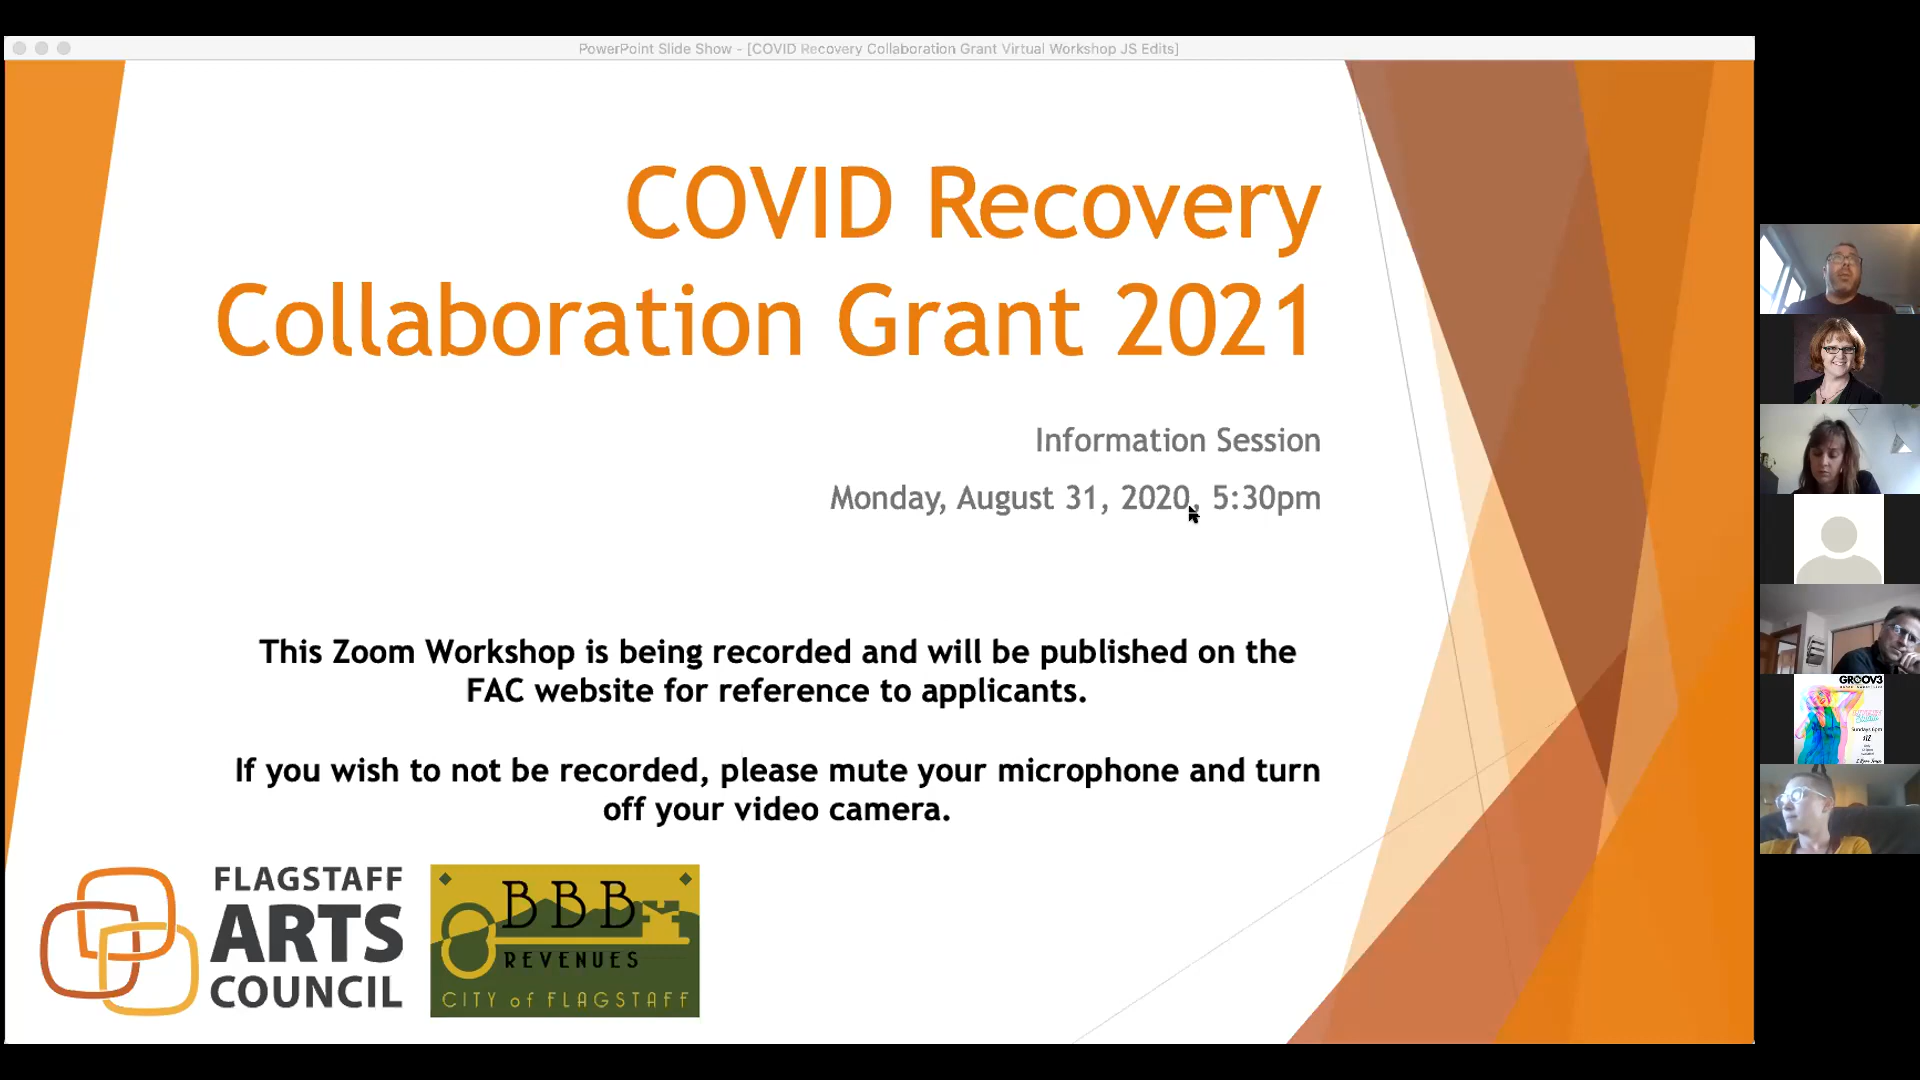 PowerPoint Slide Show - [COVID Recovery Collaboration Grant Virtual Workshop JS Edits]
COVID Recovery
Collaboration Grant 2021
Information Session
Monday, August 31, 2020, 5:30pm
This Zoom Workshop is being recorded and will be published on the
FAC website for reference to applicants.
If you wish to not be recorded, please mute your microphone and turn
off your video camera.
FLAGSTAFF
ARTS
COUNCIL
BBB
REVENUES
CITY of FLAGSTAFF
GROOV3
Sundays 6pm
$12